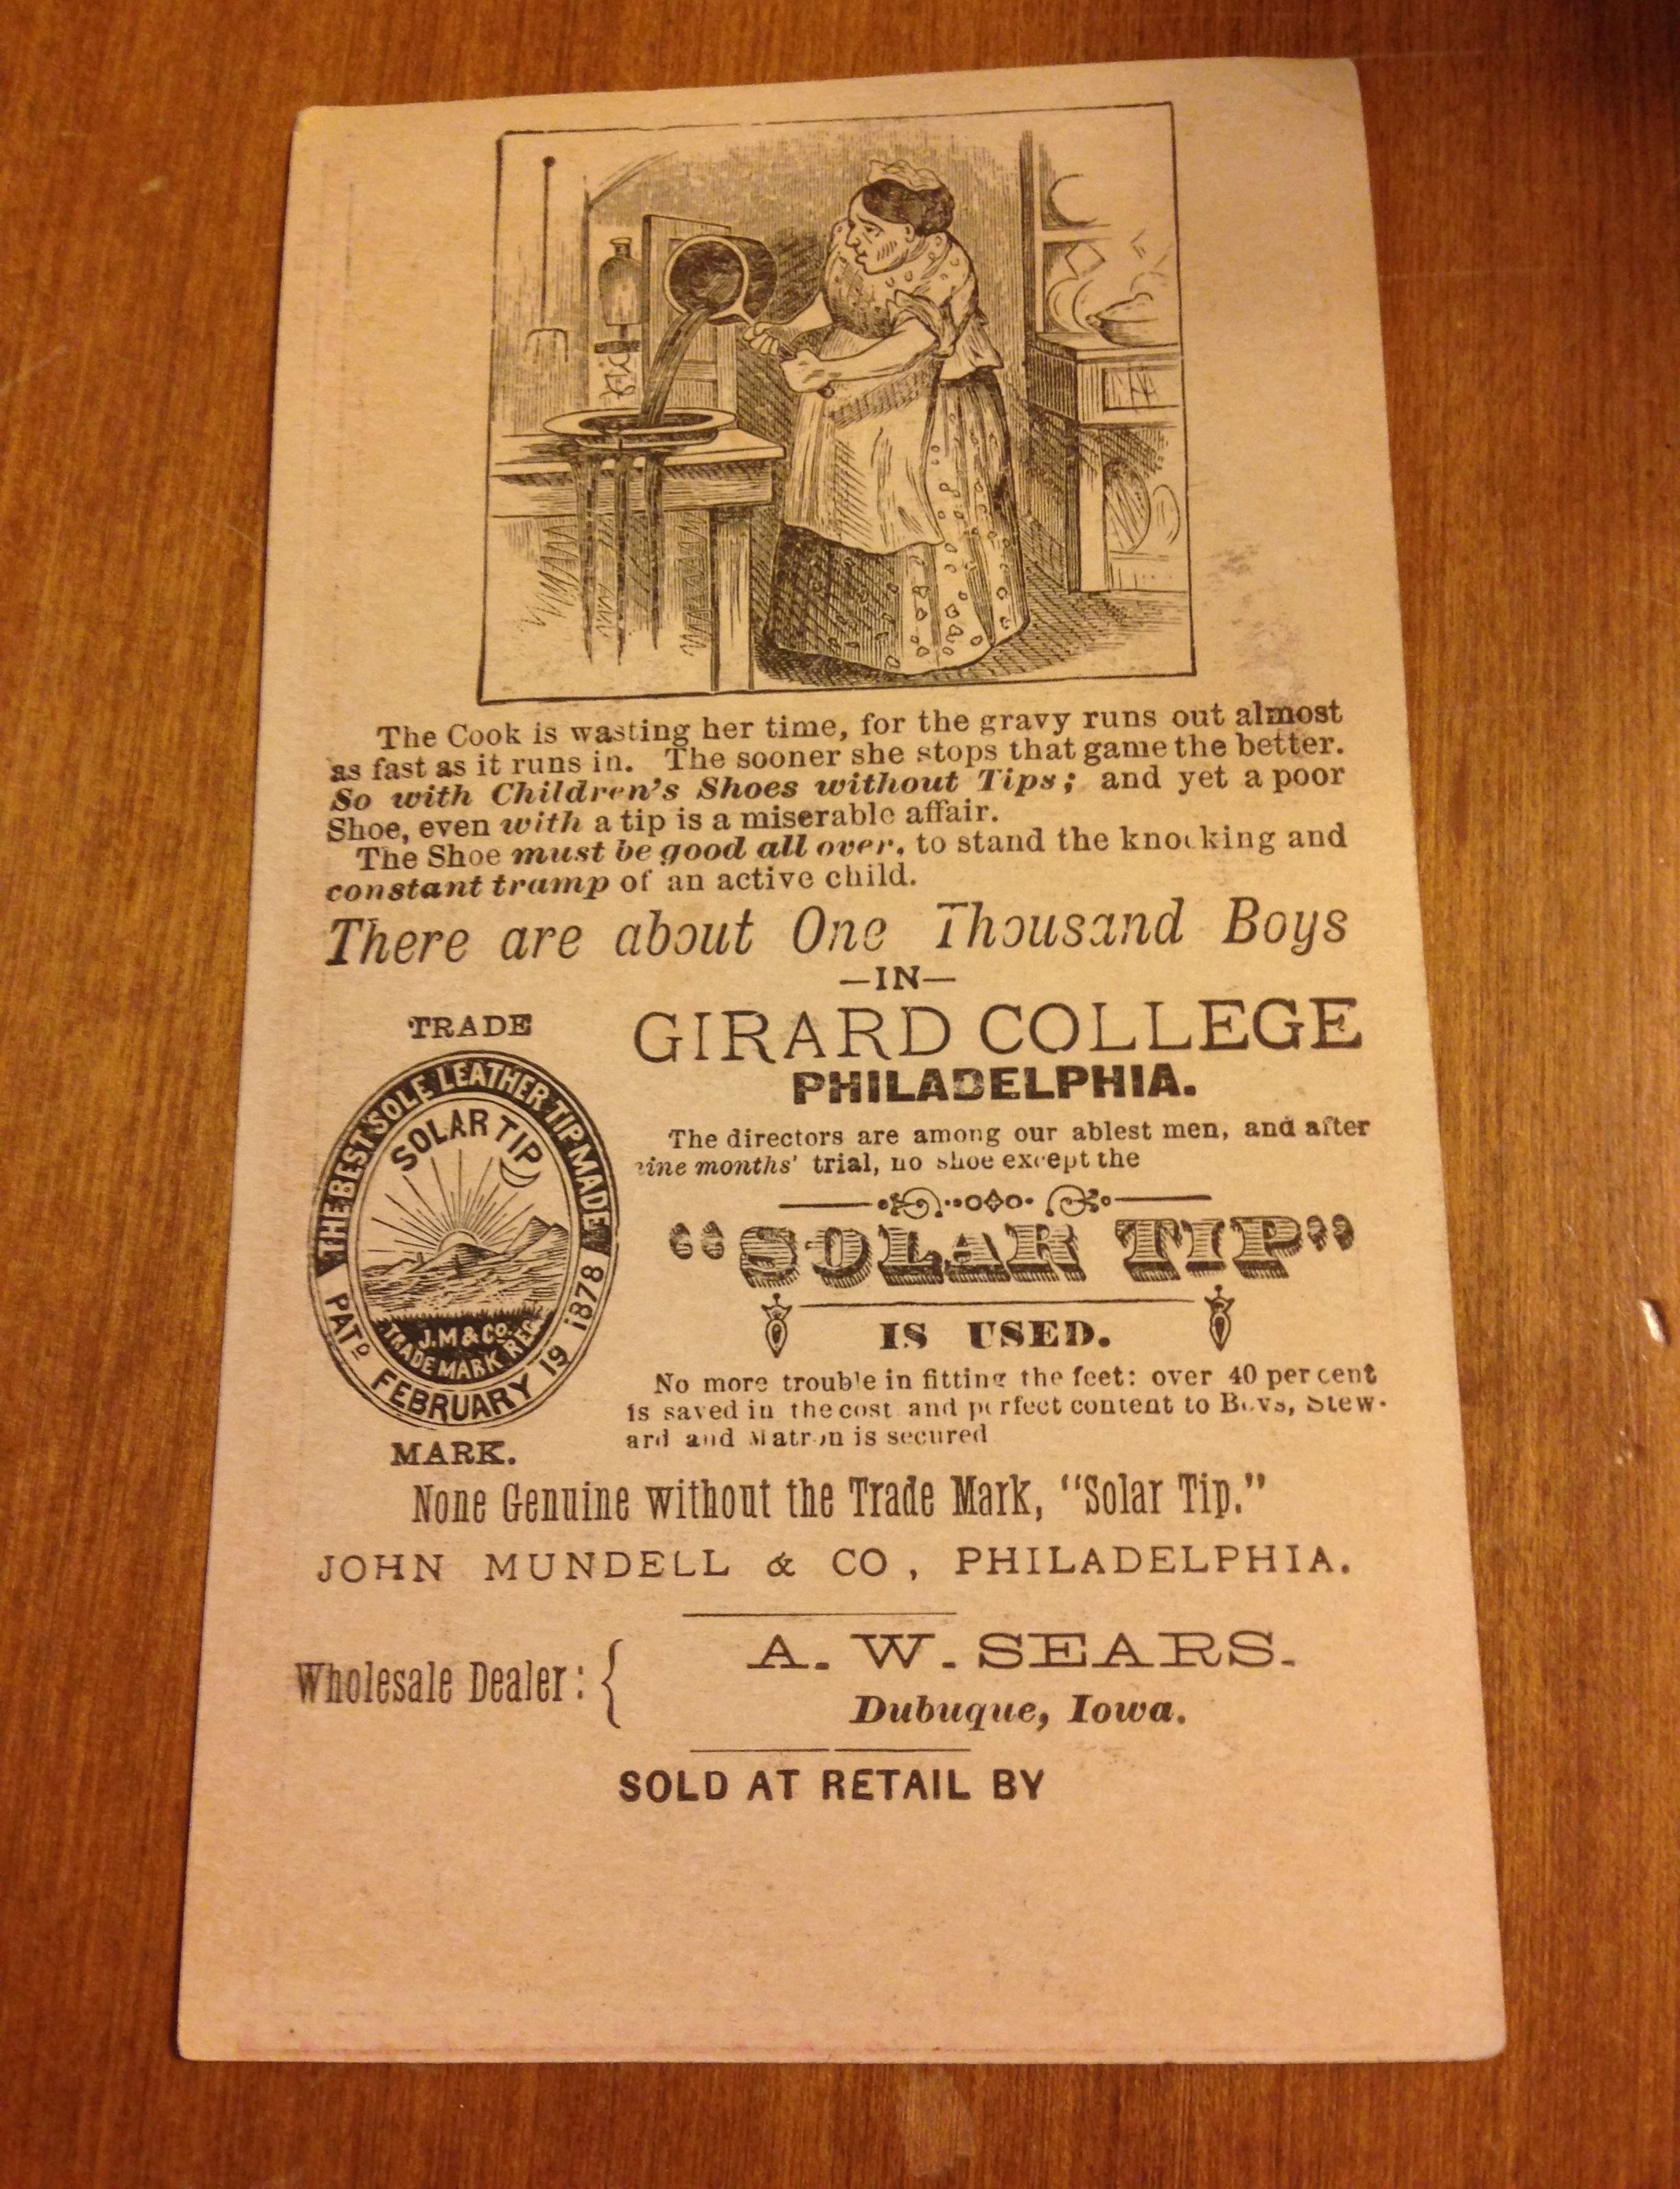 The Cook is wasting her time, for the gravy runs out almost
as fast as it runs in. The sooner she stops that game the better.
So with Children's Shoes without Tips; and yet a poor
Shoe, even with a tip is a miserable affair.
The Shoe must be good all over, to stand the knocking and
constant tramp of an active child.
There are about One Thousand Boys
—IN—
GIRARD COLLEGE
PHILADELPHIA.
TRADE
THE BEST SOLE LEATHER TIP MADE
SOLAR TIP
J.M & CO.
TRADE MARK REG
PATD FEBRUARY 19 1878
MARK.
The directors are among our ablest men, and after
nine months' trial, no shoe except the
"SOLAR TIP"
IS USED.
No more trouble in fitting the feet: over 40 per cent
is saved in the cost and perfect content to Boys, Stew-
ard and Matron is secured
None Genuine without the Trade Mark, "Solar Tip."
JOHN MUNDELL & CO, PHILADELPHIA.
Wholesale Dealer: { A. W. SEARS.
Dubuque, Iowa.
SOLD AT RETAIL BY